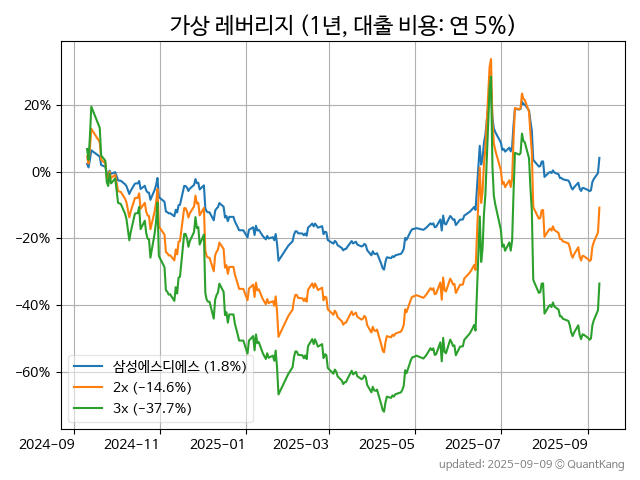 가상 레버리지 (1년, 대출 비용: 연 5%)
20%
0%
−20%
−40%
−60%
삼성에스디에스 (1.8%)
2x (−14.6%)
3x (−37.7%)
2024-09
2024-11
2025-01
2025-03
2025-05
2025-07
2025-09
updated: 2025-09-09 © QuantKang